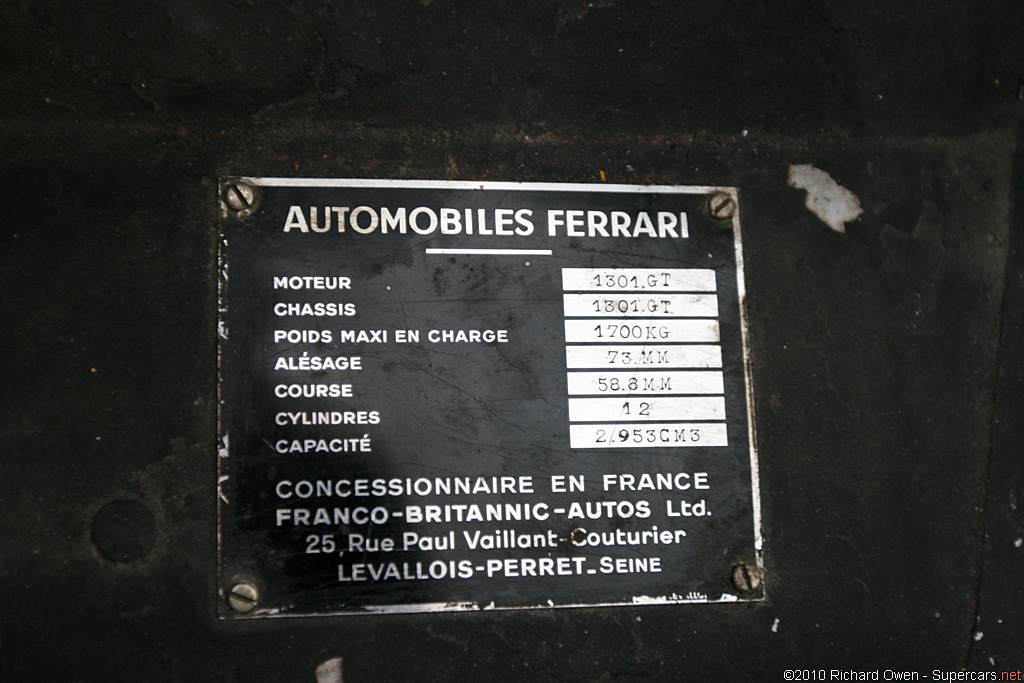 AUTOMOBILES FERRARI
MOTEUR 1301.GT
CHASSIS 1301.GT
POIDS MAXI EN CHARGE 1700KG
ALÉSAGE 73.MM
COURSE 58.8MM
CYLINDRES 12
CAPACITÉ 2.953CM3
CONCESSIONNAIRE EN FRANCE
FRANCO-BRITANNIC-AUTOS Ltd.
25, Rue Paul Vaillant-Couturier
LEVALLOIS-PERRET_SEINE
©2010 Richard Owen - Supercars.net